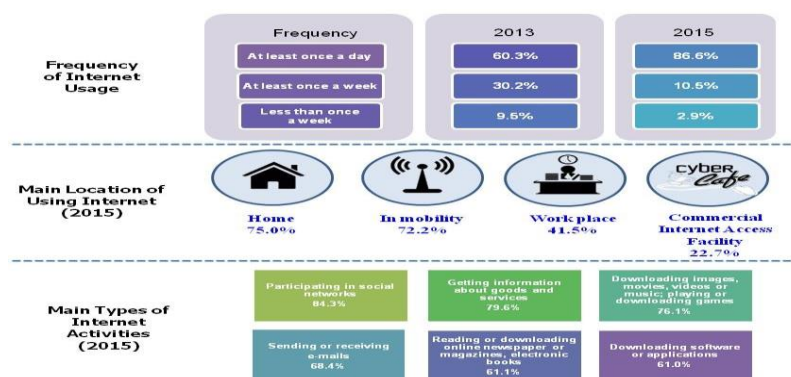 Frequency
of Internet
Usage
Frequency
2013
2015
At least once a day
60.3%
86.6%
At least once a week
30.2%
10.5%
Less than once
a week
9.5%
2.9%
Main Location of
Using Internet
(2015)
Home
75.0%
In mobility
72.2%
Work place
41.5%
cyber
Cafe
Commercial
Internet Access
Facility
22.7%
Main Types of
Internet
Activities
(2015)
Participating in social
networks
84.3%
Getting information
about goods and
services
79.6%
Downloading images,
movies, videos or
music; playing or
downloading games
76.1%
Sending or receiving
e-mails
68.4%
Reading or downloading
online newspaper or
magazines, electronic
books
61.1%
Downloading software
or applications
61.0%